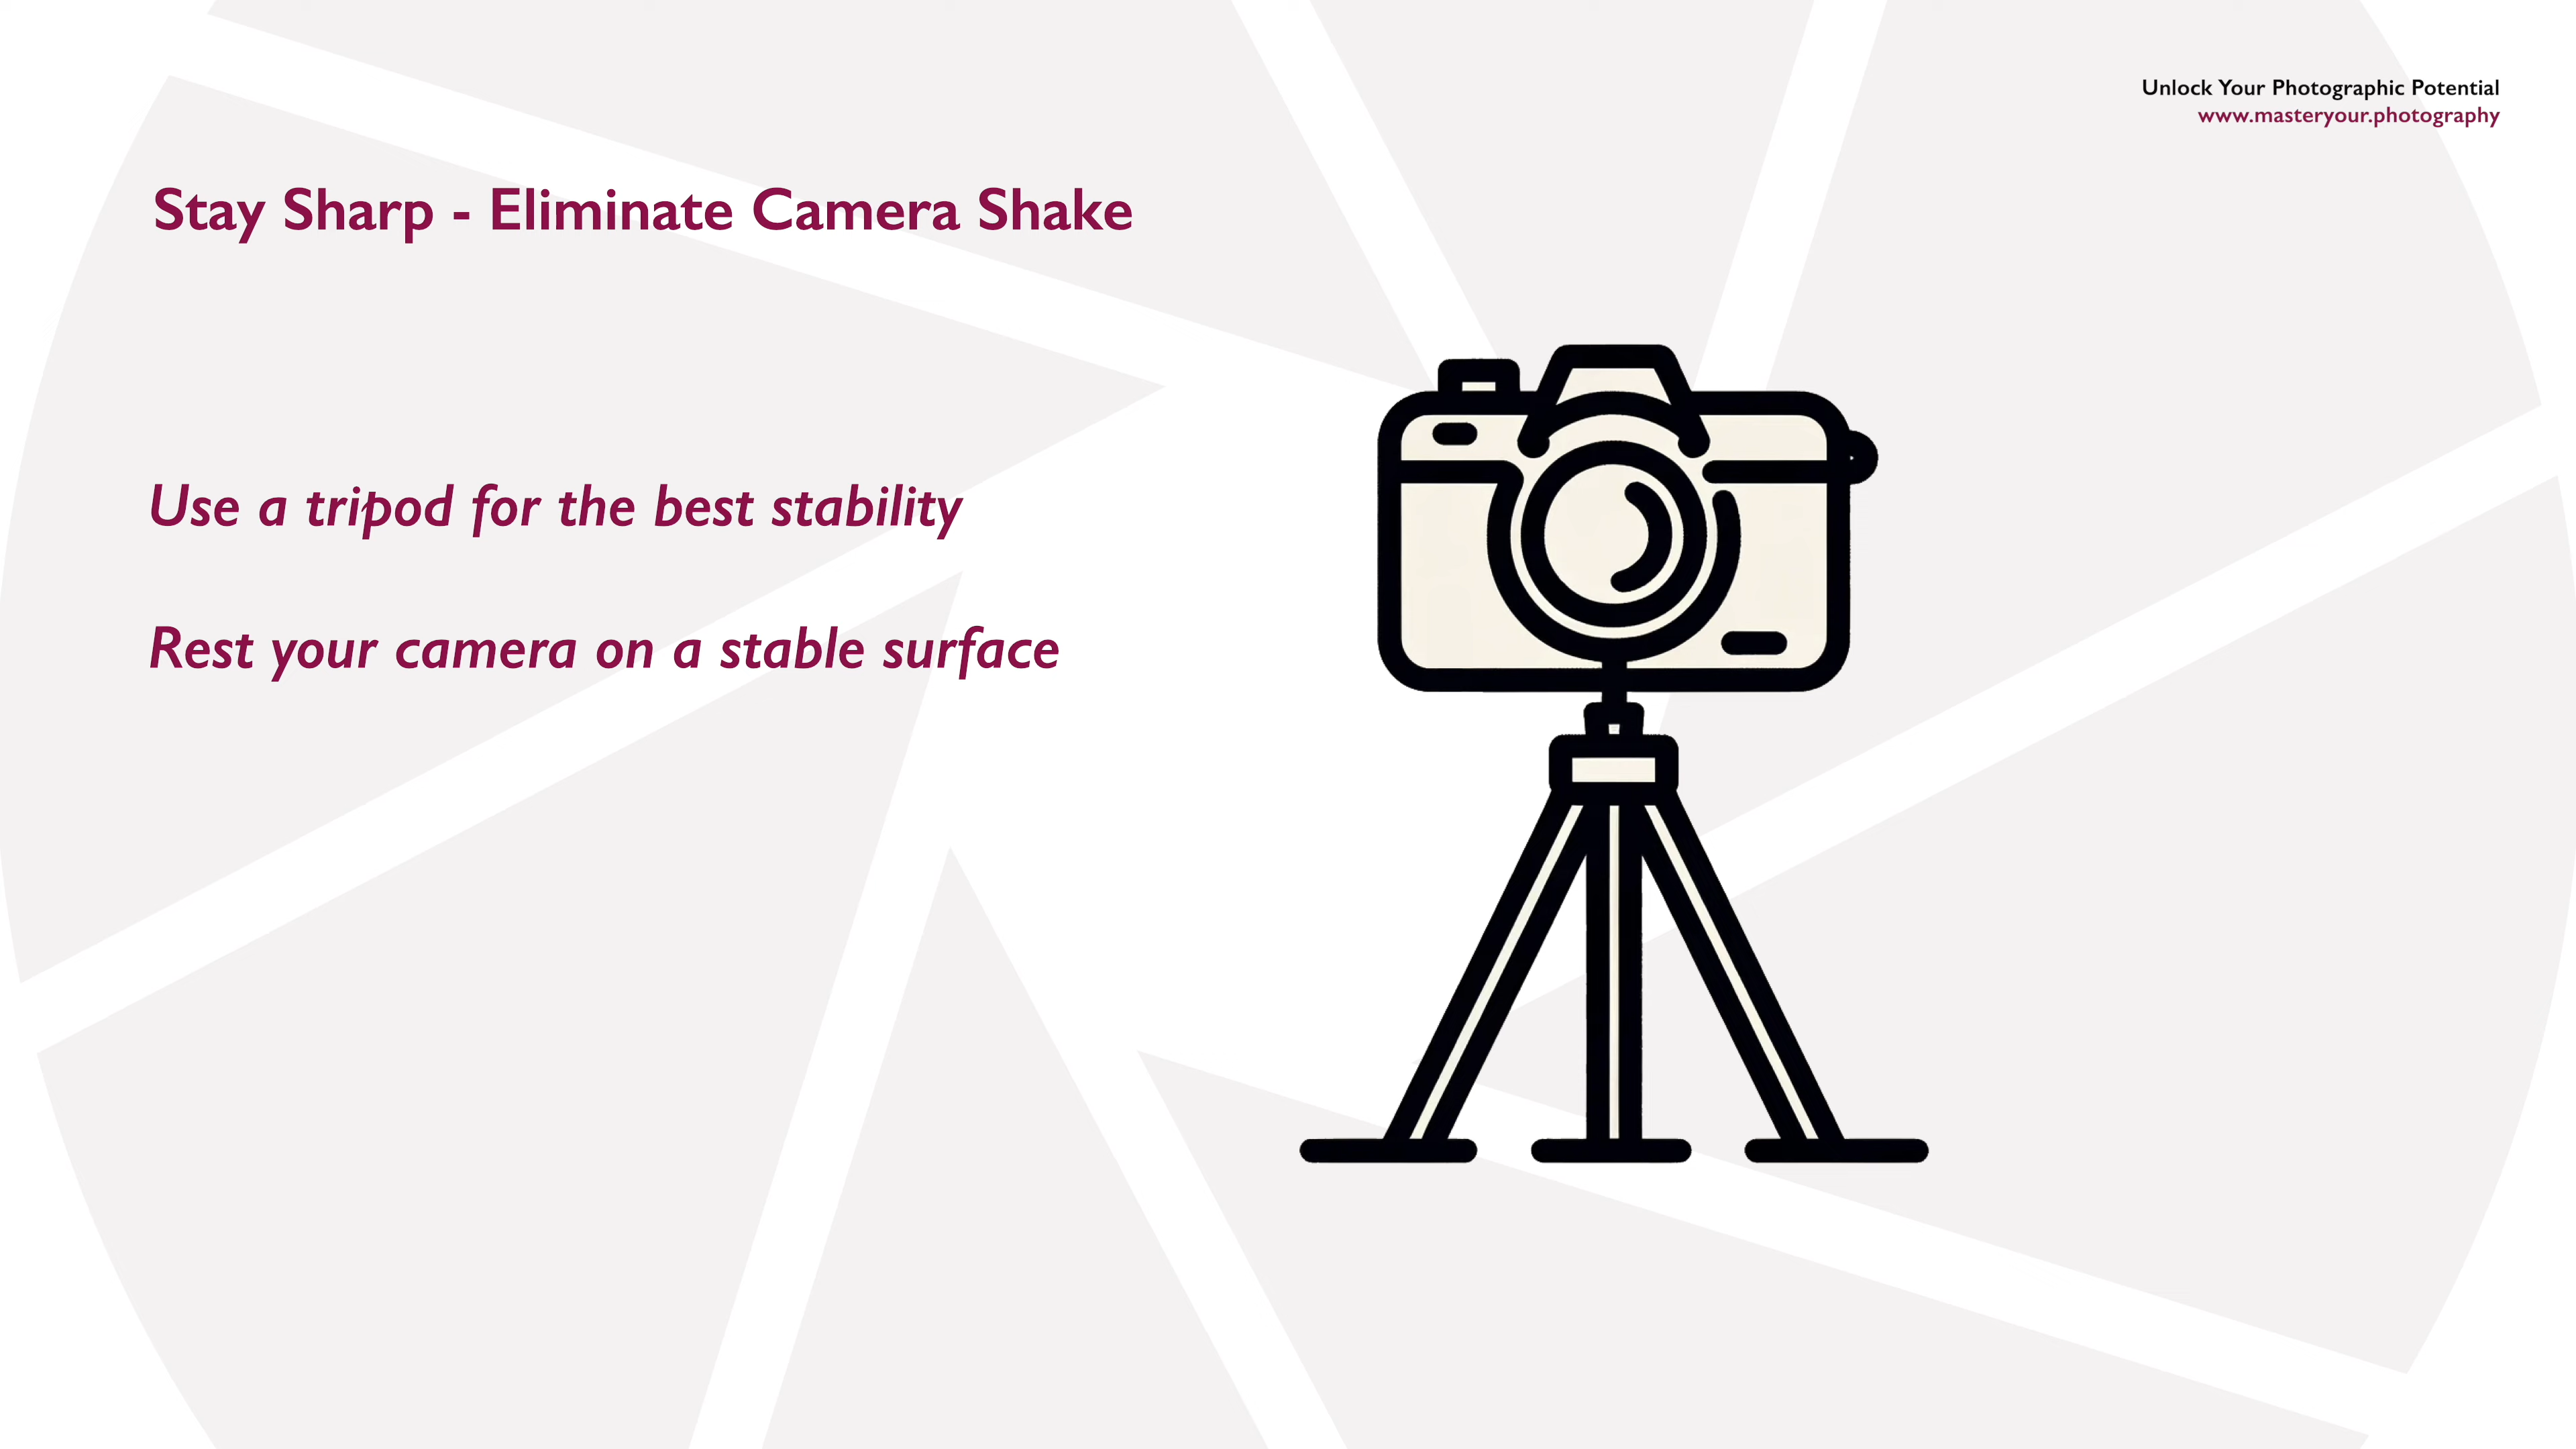 Unlock Your Photographic Potential
www.masteryour.photography
Stay Sharp - Eliminate Camera Shake
Use a tripod for the best stability
Rest your camera on a stable surface